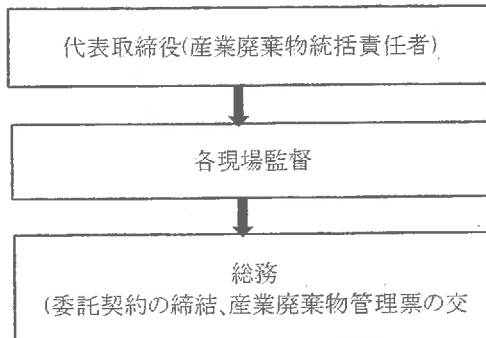 代表取締役(産業廃棄物統括責任者)
各現場監督
総務
(委託契約の締結、産業廃棄物管理票の交